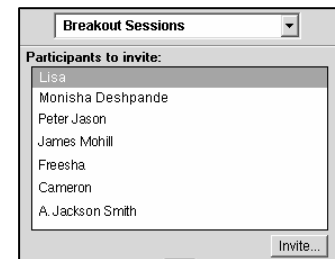 Breakout Sessions
Participants to invite:
Lisa
Monisha Deshpande
Peter Jason
James Mohill
Freesha
Cameron
A. Jackson Smith
Invite...